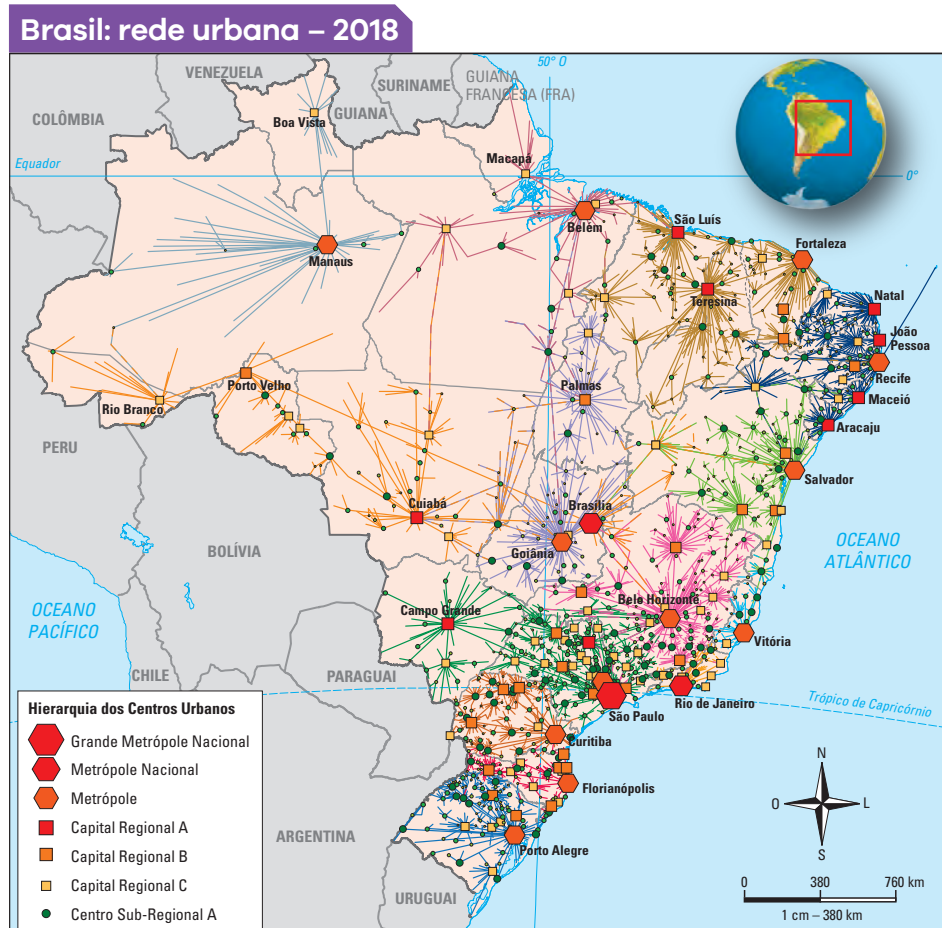 Brasil: rede urbana – 2018
50° O
VENEZUELA
SURINAME
GUIANA
FRANCESA (FRA)
GUIANA
COLÔMBIA
Boa Vista
Macapá
Equador
0°
Belém
São Luís
Fortaleza
Manaus
Teresina
Natal
João
Pessoa
Recife
Palmas
Porto Velho
Rio Branco
Maceió
Aracaju
PERU
Salvador
Cuiabá
Brasília
Goiânia
BOLÍVIA
OCEANO
ATLÂNTICO
OCEANO
PACÍFICO
Campo Grande
Belo Horizonte
Vitória
CHILE
PARAGUAI
Rio de Janeiro
São Paulo
Trópico de Capricórnio
Curitiba
Florianópolis
Porto Alegre
ARGENTINA
URUGUAI
Hierarquia dos Centros Urbanos
Grande Metrópole Nacional
Metrópole Nacional
Metrópole
Capital Regional A
Capital Regional B
Capital Regional C
Centro Sub-Regional A
N
O
L
S
0 380 760 km
1 cm – 380 km